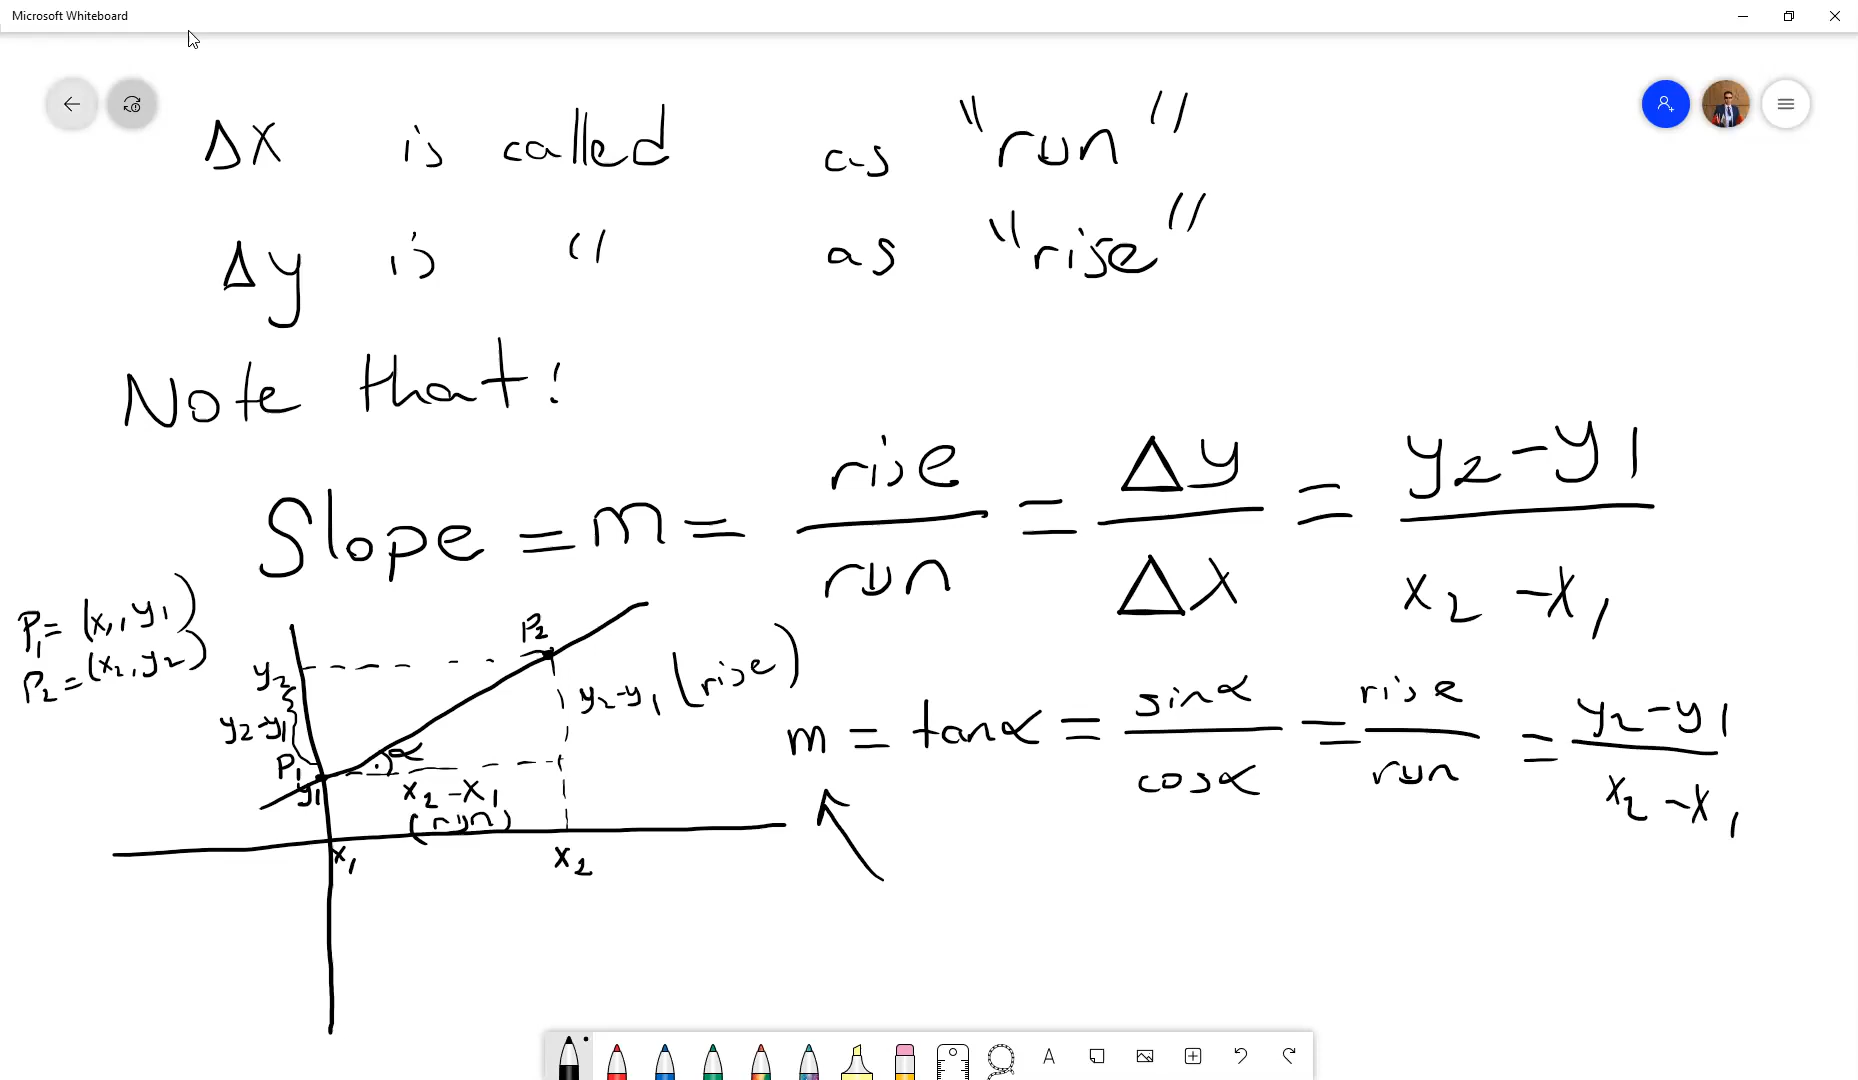 Microsoft Whiteboard
Δx is called as "run"
Δy is " as "rise"
Note that:
Slope = m = rise/run = Δy/Δx = y2-y1/x2-x1
P1 = (x1, y1)
P2 = (x2, y2)
P2
y2
y2-y1 (rise)
y2-y1
P1
α
y1
x2-x1
(run)
x1
x2
m = tanα = sinα/cosα = rise/run = y2-y1/x2-x1
A